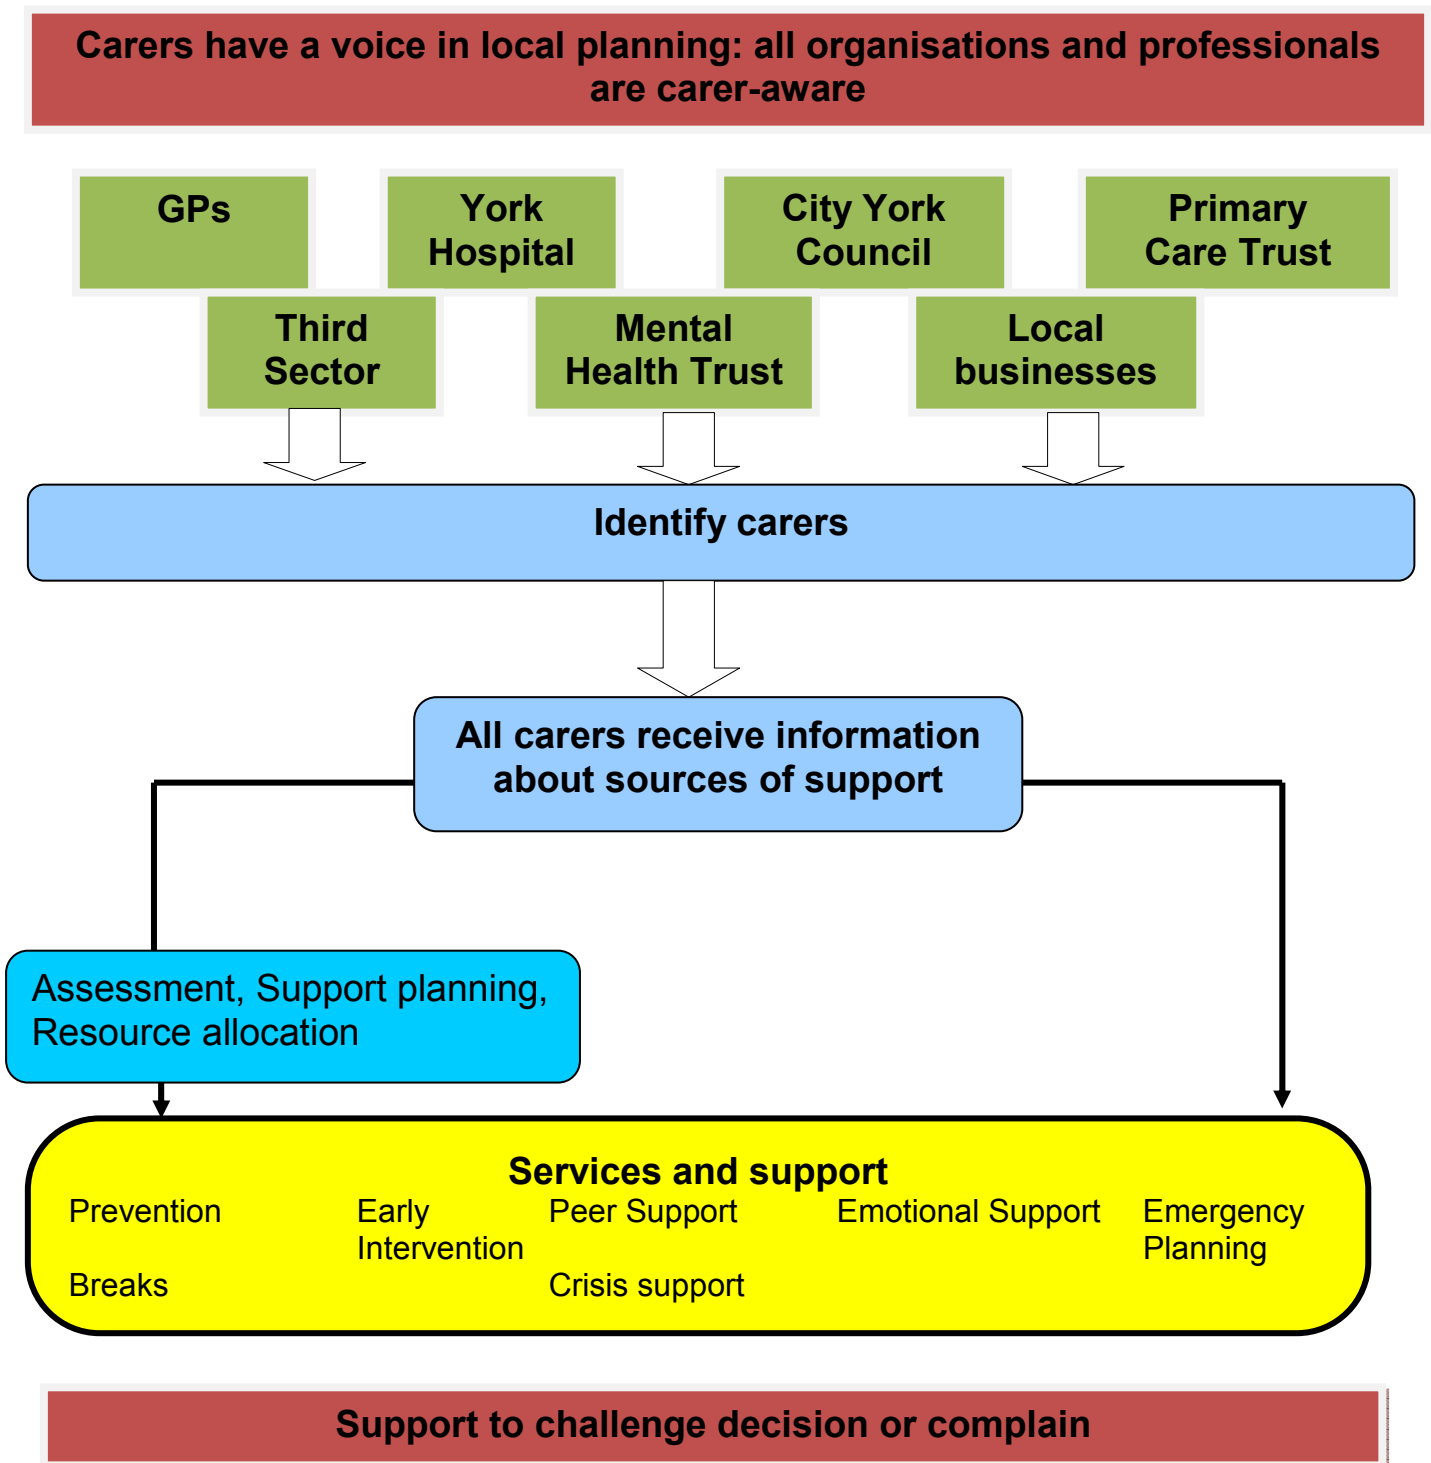 Carers have a voice in local planning: all organisations and professionals
are carer-aware
GPs
York
Hospital
City York
Council
Primary
Care Trust
Third
Sector
Mental
Health Trust
Local
businesses
Identify carers
All carers receive information
about sources of support
Assessment, Support planning,
Resource allocation
Services and support
Prevention
Early
Intervention
Peer Support
Emotional Support
Emergency
Planning
Breaks
Crisis support
Support to challenge decision or complain